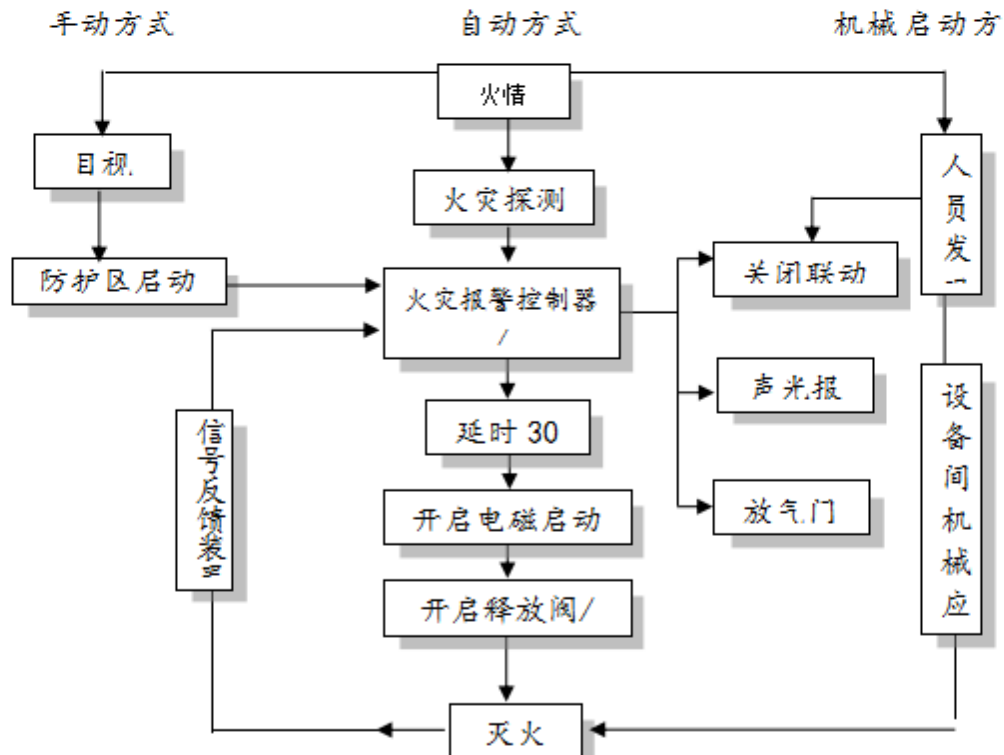 手动方式
自动方式
机械启动方
火情
目视
火灾探测
人员发
防护区启动
关闭联动
火灾报警控制器
/
声光报
延时 30
信号反馈装
设备间机械应
开启电磁启动
放气门
开启释放阀/
灭火